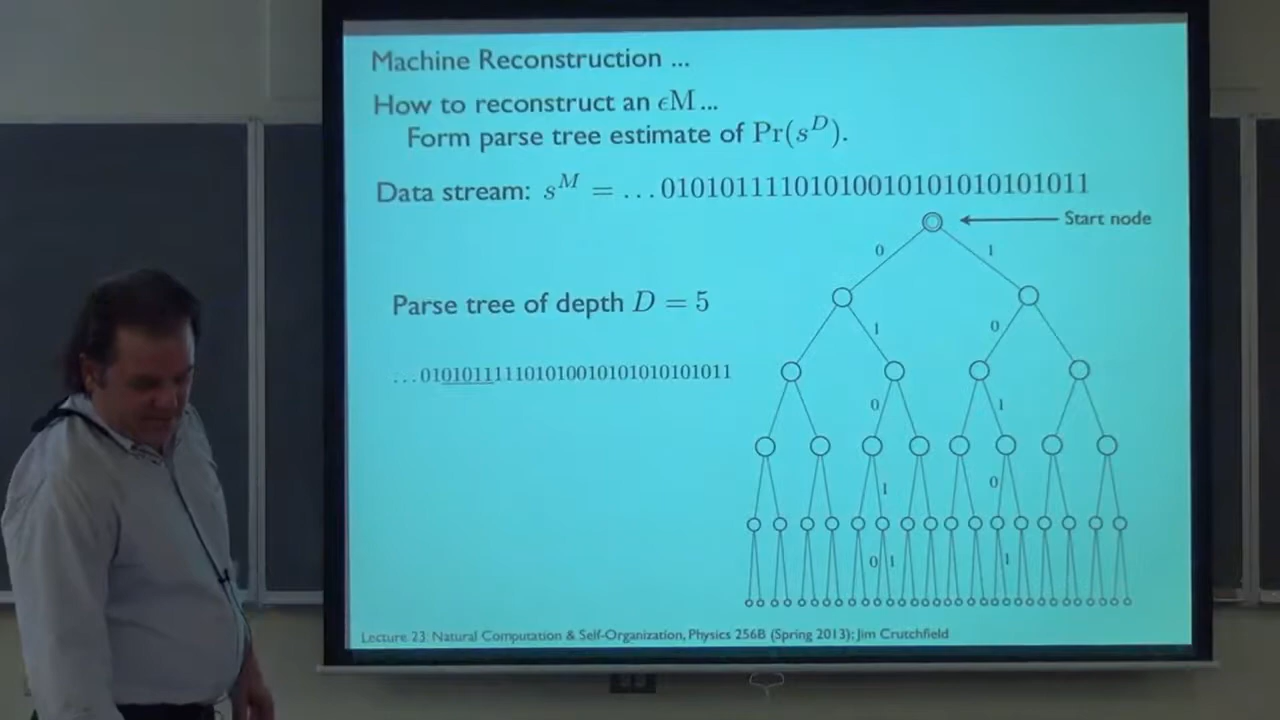 Machine Reconstruction ...
How to reconstruct an ϵM ...
Form parse tree estimate of Pr(s^D).
Data stream: s^M = ...01010111101010010101010101011
Start node
0 1
Parse tree of depth D = 5
1 0
...01010111101010010101010101011
0 1
1 0
0 1 1
Lecture 23: Natural Computation & Self-Organization, Physics 256B (Spring 2013); Jim Crutchfield